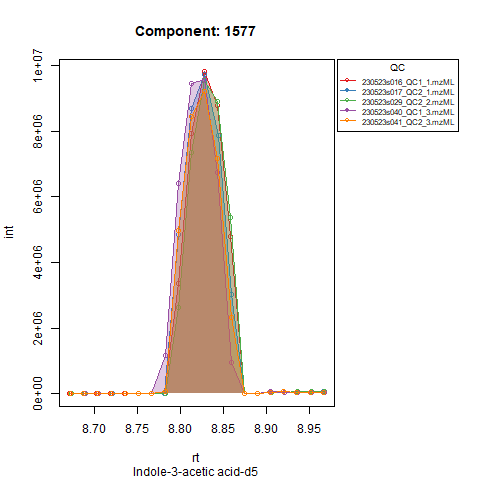 Component: 1577
QC
230523s016_QC1_1.mzML
230523s017_QC2_1.mzML
230523s029_QC2_2.mzML
230523s040_QC1_3.mzML
230523s041_QC2_3.mzML
int
0e+00
2e+06
4e+06
6e+06
8e+06
1e+07
8.70 8.75 8.80 8.85 8.90 8.95
rt
Indole-3-acetic acid-d5